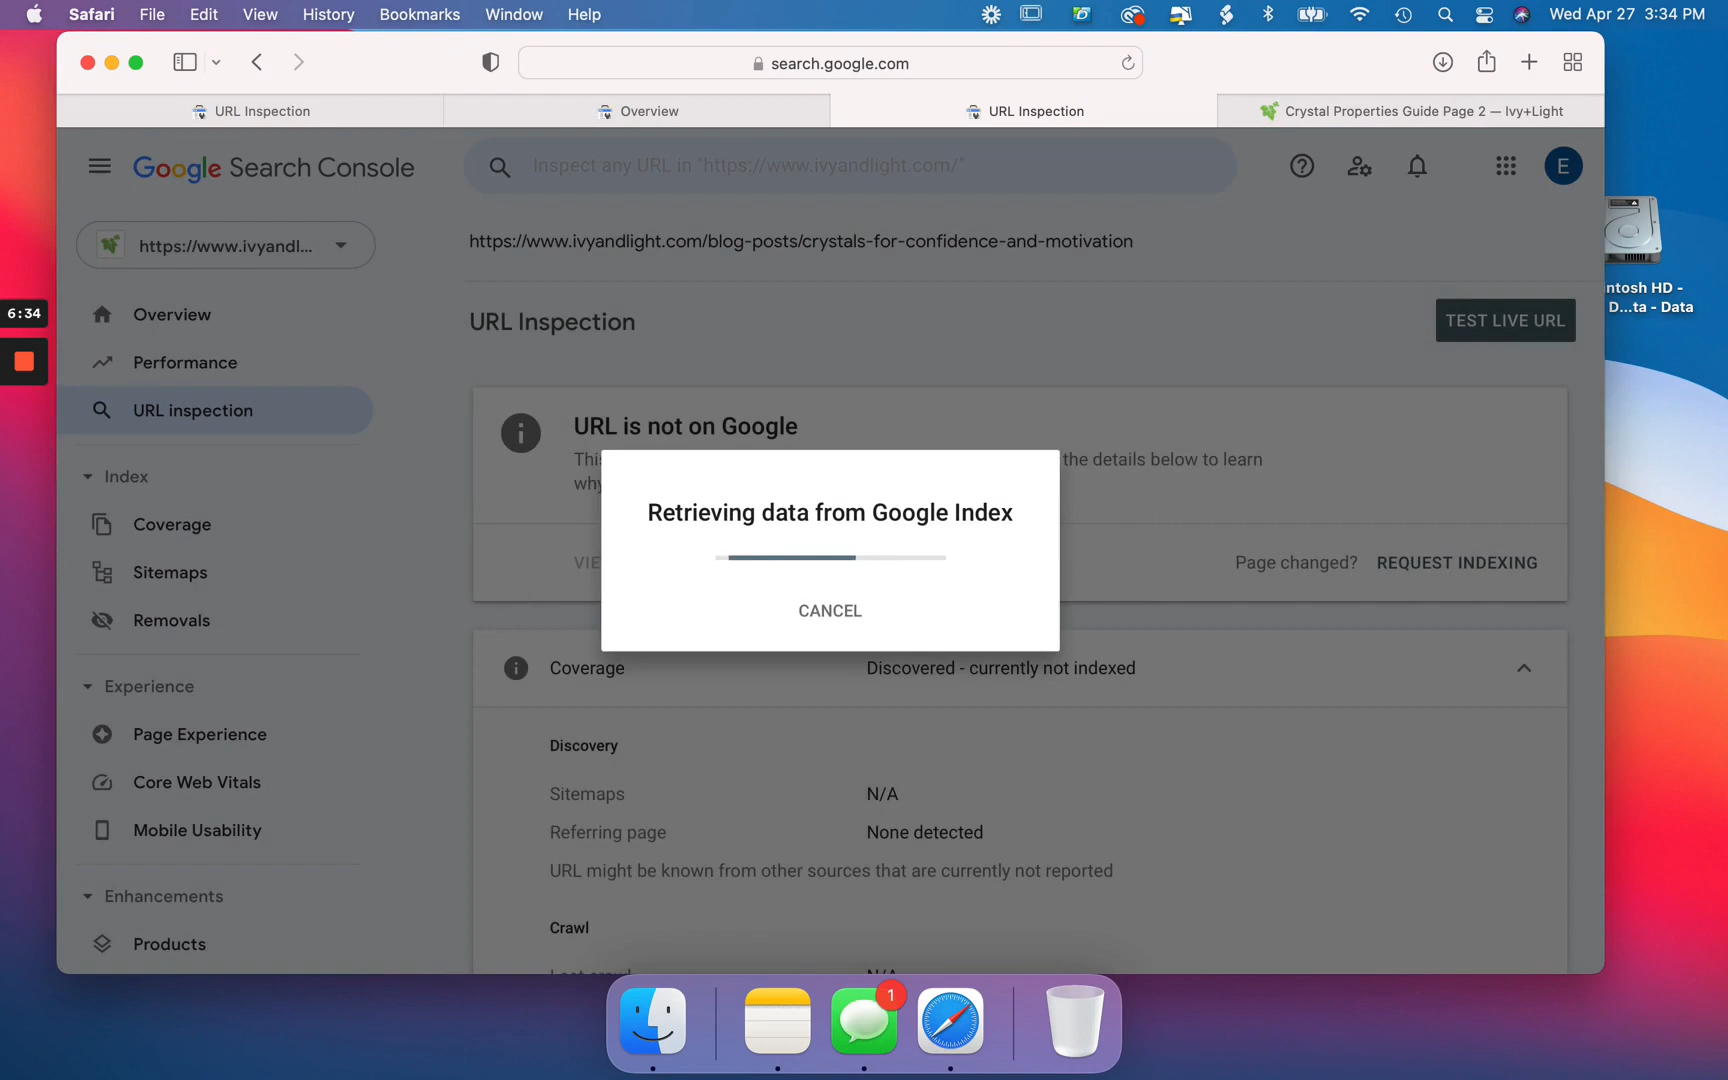 Safari File Edit View History Bookmarks Window Help Wed Apr 27 3:34 PM
search.google.com
URL Inspection
Overview
URL Inspection
Crystal Properties Guide Page 2 — Ivy+Light
Google Search Console
Inspect any URL in "https://www.ivyandlight.com/"
E
https://www.ivyandl...
https://www.ivyandlight.com/blog-posts/crystals-for-confidence-and-motivation
ntosh HD -
D...ta - Data
6:34
Overview
Performance
URL inspection
Index
Coverage
Sitemaps
Removals
Experience
Page Experience
Core Web Vitals
Mobile Usability
Enhancements
Products
URL Inspection
TEST LIVE URL
URL is not on Google
the details below to learn
Page changed? REQUEST INDEXING
Retrieving data from Google Index
CANCEL
Coverage Discovered - currently not indexed
Discovery
Sitemaps N/A
Referring page None detected
URL might be known from other sources that are currently not reported
Crawl
1